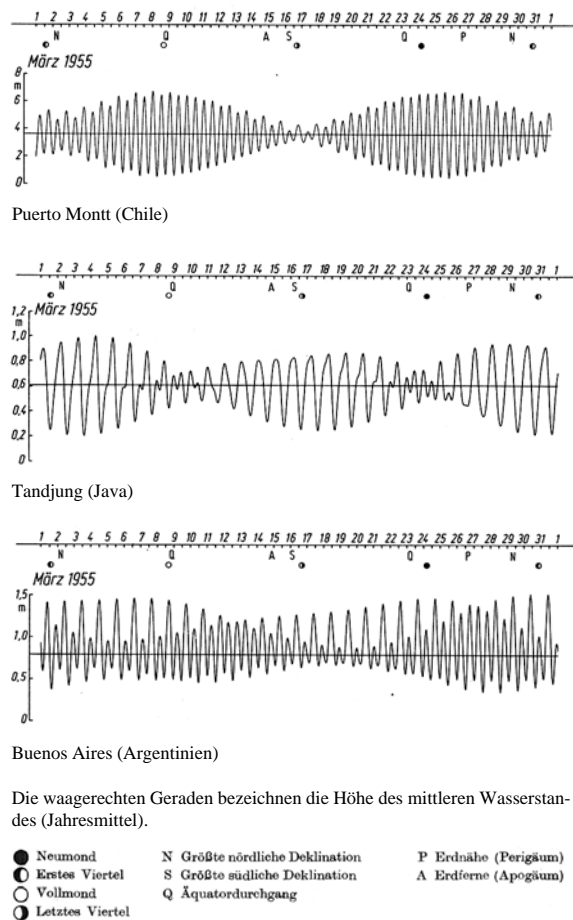 1 2 3 4 5 6 7 8 9 10 11 12 13 14 15 16 17 18 19 20 21 22 23 24 25 26 27 28 29 30 31 1
N Q A S Q P N
März 1955
8
m
6
4
2
0
Puerto Montt (Chile)
1 2 3 4 5 6 7 8 9 10 11 12 13 14 15 16 17 18 19 20 21 22 23 24 25 26 27 28 29 30 31 1
N Q A S Q P N
März 1955
1,2
m
1,0
0,8
0,6
0,4
0,2
0
Tandjung (Java)
1 2 3 4 5 6 7 8 9 10 11 12 13 14 15 16 17 18 19 20 21 22 23 24 25 26 27 28 29 30 31 1
N Q A S Q P N
März 1955
1,5
m
1,0
0,5
0
Buenos Aires (Argentinien)
Die waagerechten Geraden bezeichnen die Höhe des mittleren Wasserstan-
des (Jahresmittel).
Neumond N Größte nördliche Deklination P Erdnähe (Perigäum)
Erstes Viertel S Größte südliche Deklination A Erdferne (Apogäum)
Vollmond Q Äquatordurchgang
Letztes Viertel